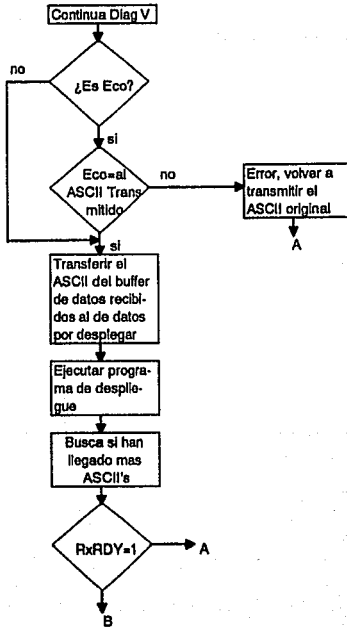 Continua Diag V
no
¿Es Eco?
si
Eco=al
ASCII Trans
mitido
no
Error, volver a
transmitir el
ASCII original
A
si
Transferir el
ASCII del buffer
de datos recibi-
dos al de datos
por desplegar
Ejecutar progra-
ma de desplie-
gue
Busca si han
llegado mas
ASCII's
RxRDY=1
A
B